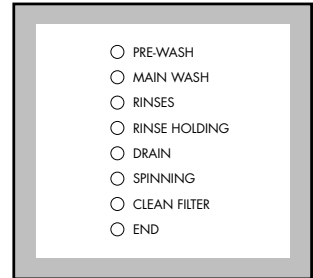 PRE-WASH
MAIN WASH
RINSES
RINSE HOLDING
DRAIN
SPINNING
CLEAN FILTER
END